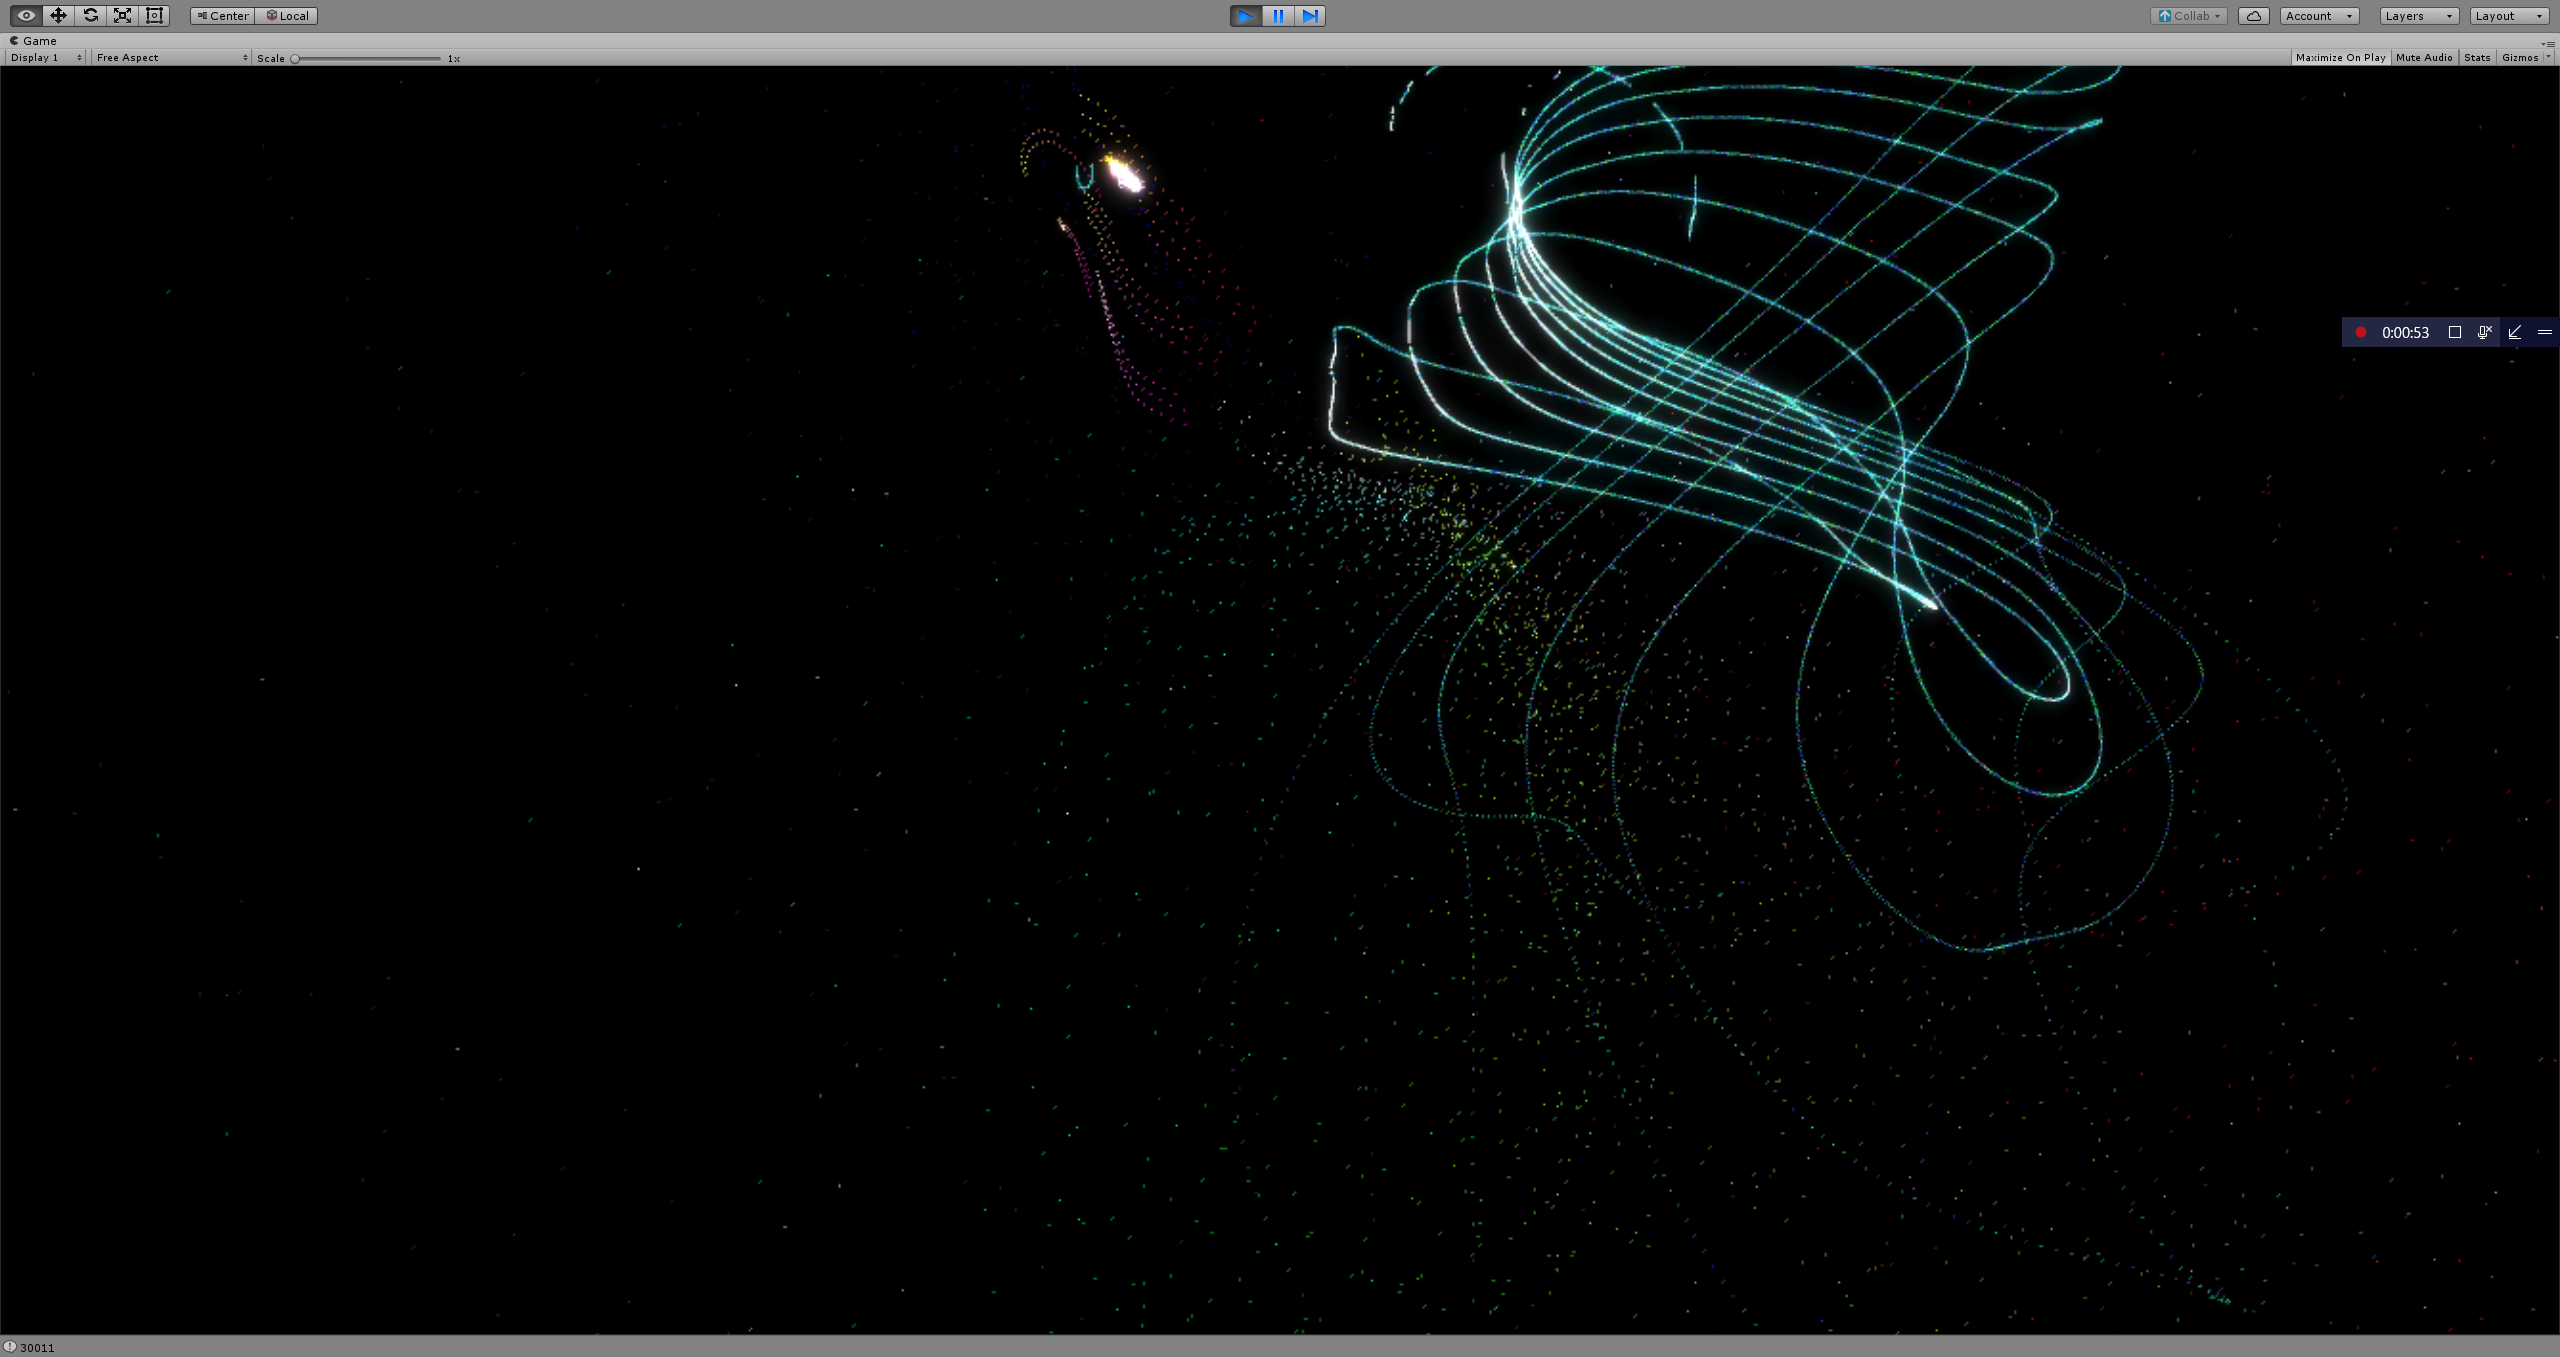 Center Local Collab Account Layers Layout
Game
Display 1 Free Aspect Scale 1x Maximize On Play Mute Audio Stats Gizmos
0:00:53
30011